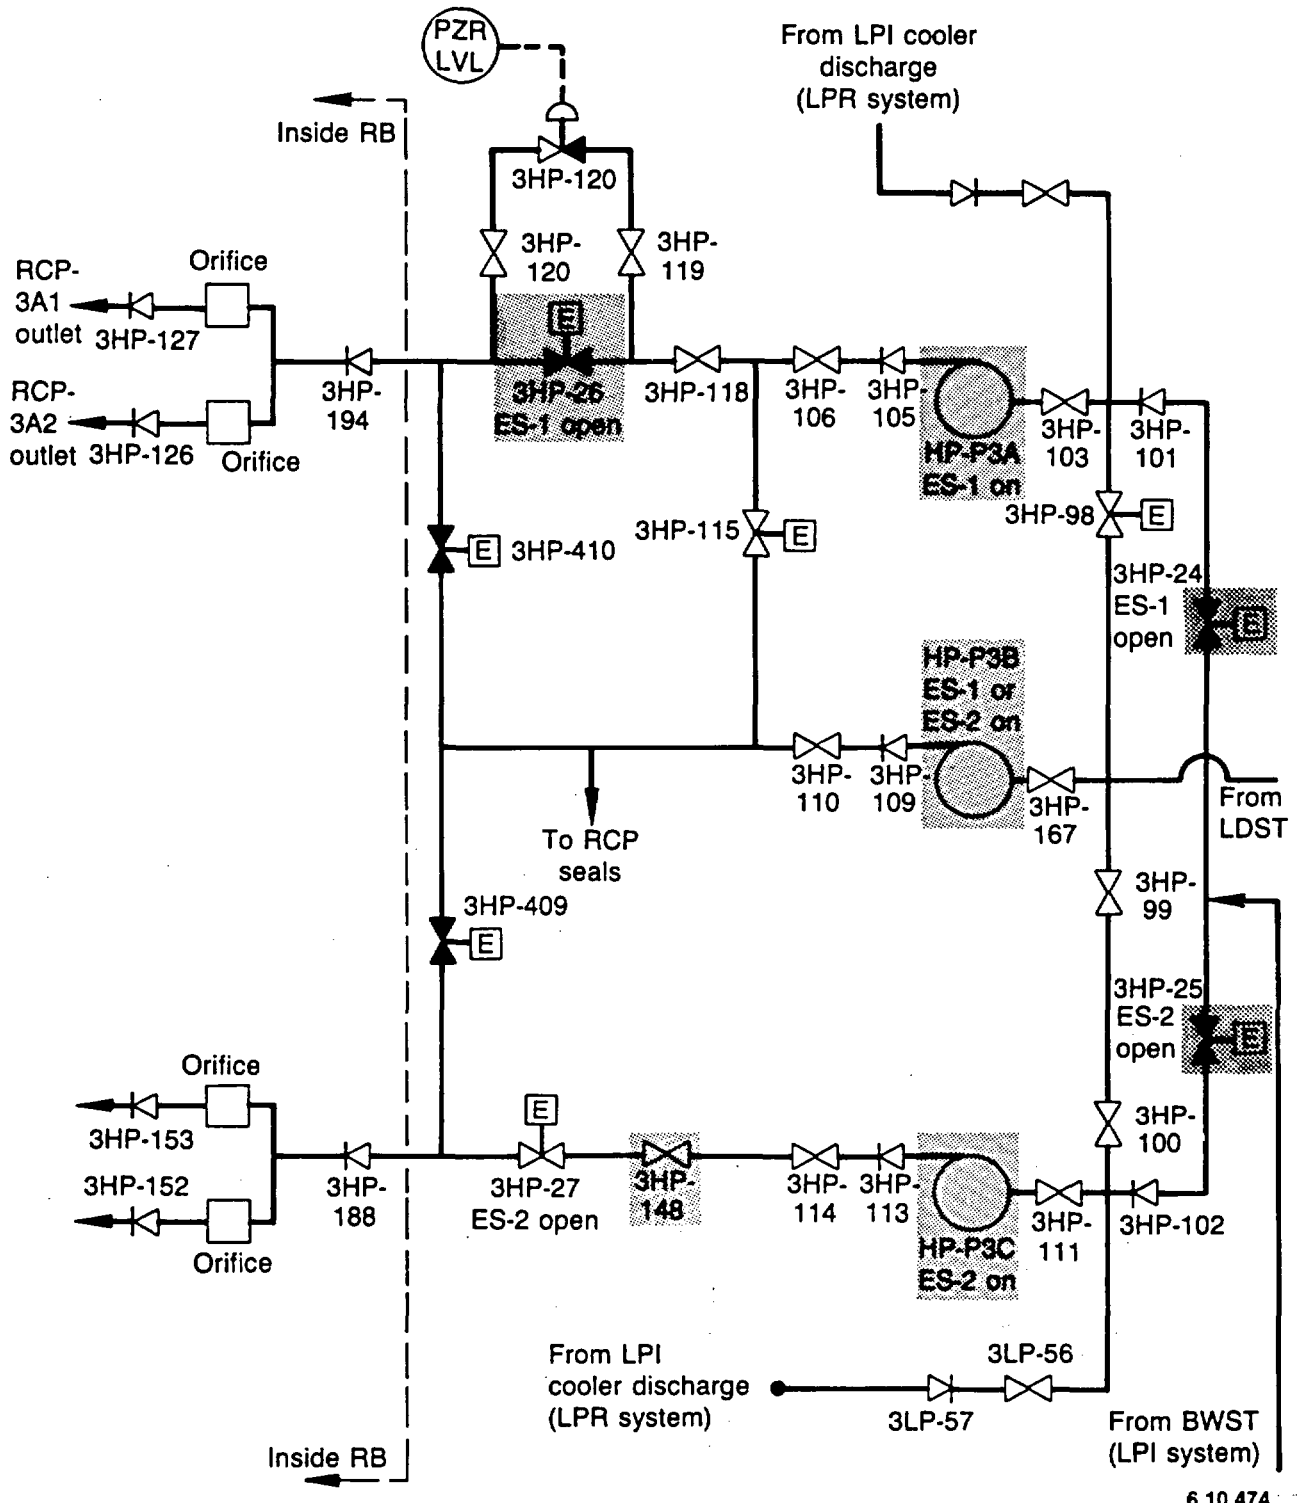 PZR
LVL
From LPI cooler
discharge
(LPR system)
Inside RB
3HP-120
3HP-
120
3HP-
119
Orifice
RCP-
3A1
outlet
3HP-127
E
3HP-26
ES-1 open
3HP-118
3HP-
106
3HP-
105
3HP-
194
RCP-
3A2
outlet
3HP-126
Orifice
HP-P3A
ES-1 on
3HP-
103
3HP-
101
3HP-98
E
E
3HP-410
3HP-115
E
3HP-24
ES-1
open
E
HP-P3B
ES-1 or
ES-2 on
3HP-
110
3HP-
109
3HP-
167
From
LDST
To RCP
seals
3HP-409
E
3HP-
99
3HP-25
ES-2
open
E
3HP-
100
Orifice
3HP-153
3HP-152
Orifice
3HP-
188
E
3HP-27
ES-2 open
3HP-
148
3HP-
114
3HP-
113
HP-P3C
ES-2 on
3HP-
111
3HP-102
From LPI
cooler discharge
(LPR system)
3LP-56
3LP-57
From BWST
(LPI system)
Inside RB
6 10 474